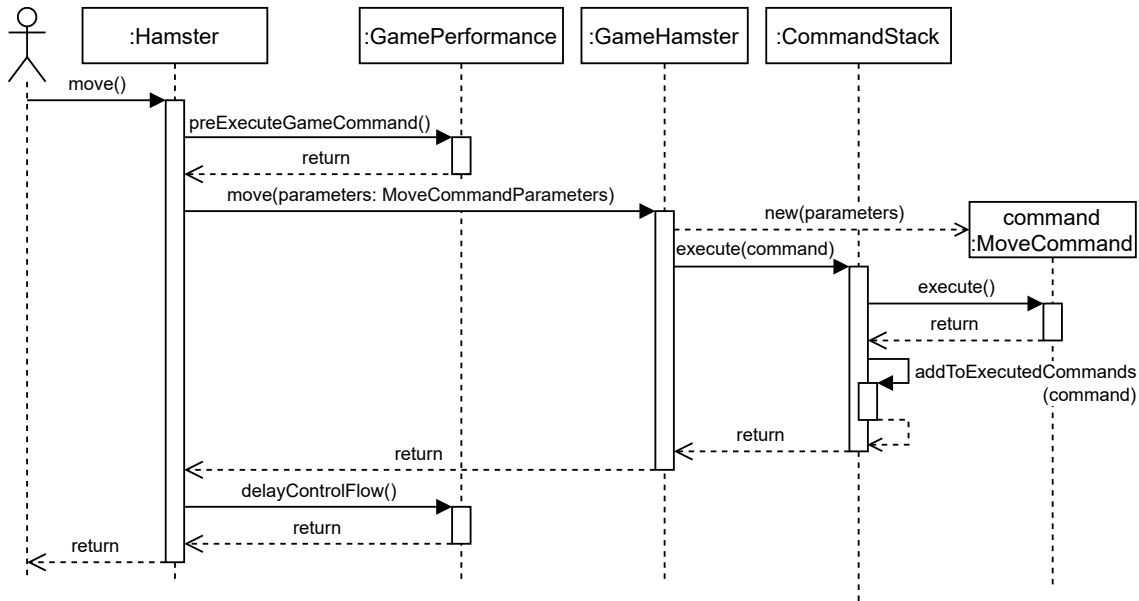 :Hamster
:GamePerformance
:GameHamster
:CommandStack
move()
preExecuteGameCommand()
return
move(parameters: MoveCommandParameters)
new(parameters)
command
:MoveCommand
execute(command)
execute()
return
addToExecutedCommands
(command)
return
return
delayControlFlow()
return
return